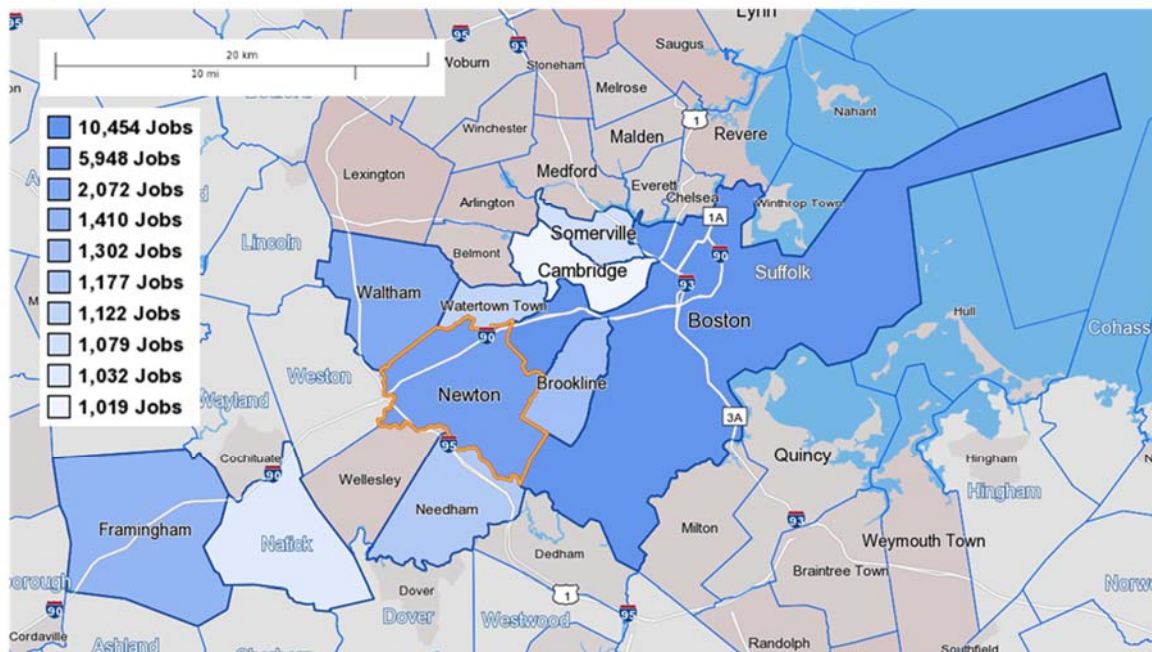 Lynn
95
95
93
Saugus
20 km
10 mi
Woburn
Stoneham
Melrose
Nahant
10,454 Jobs
5,948 Jobs
2,072 Jobs
1,410 Jobs
1,302 Jobs
1,177 Jobs
1,122 Jobs
1,079 Jobs
1,032 Jobs
1,019 Jobs
Winchester
Malden
1
Revere
Lexington
Medford
Everett
Chelsea
Arlington
Winthrop Town
1A
Lincoln
Belmont
Somerville
90
Cambridge
93
Suffolk
Waltham
Watertown Town
Boston
Hull
Cohass
90
Weston
Newton
Brookline
Wayland
3A
95
Cochituate
90
Quincy
Hingham
Wellesley
Needham
Hingham
Framingham
Natick
93
Milton
Weymouth Town
Dedham
Braintree Town
borough
Dover
1
Norw
90
Dover
Westwood
95
Cordaville
Ashland
Randolph
Southfield